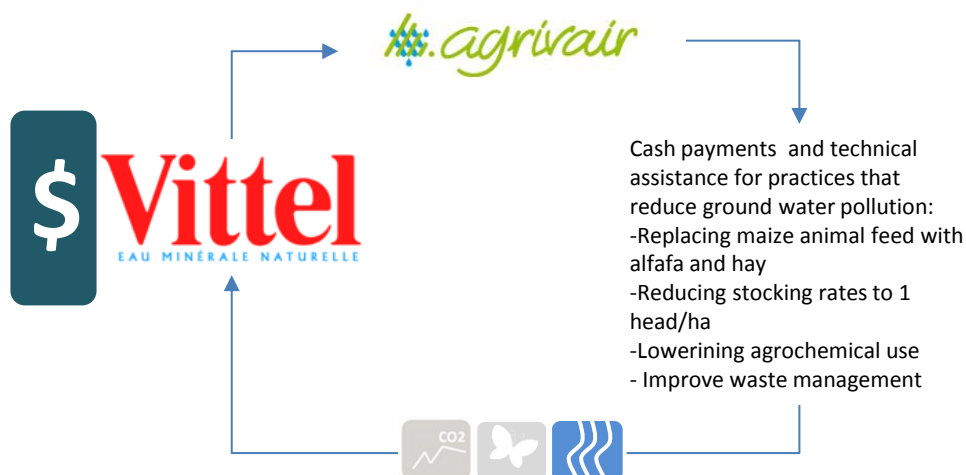 agrivair
$
Vittel
EAU MINÉRALE NATURELLE
Cash payments and technical
assistance for practices that
reduce ground water pollution:
-Replacing maize animal feed with
alfafa and hay
-Reducing stocking rates to 1
head/ha
-Lowerining agrochemical use
- Improve waste management
CO2